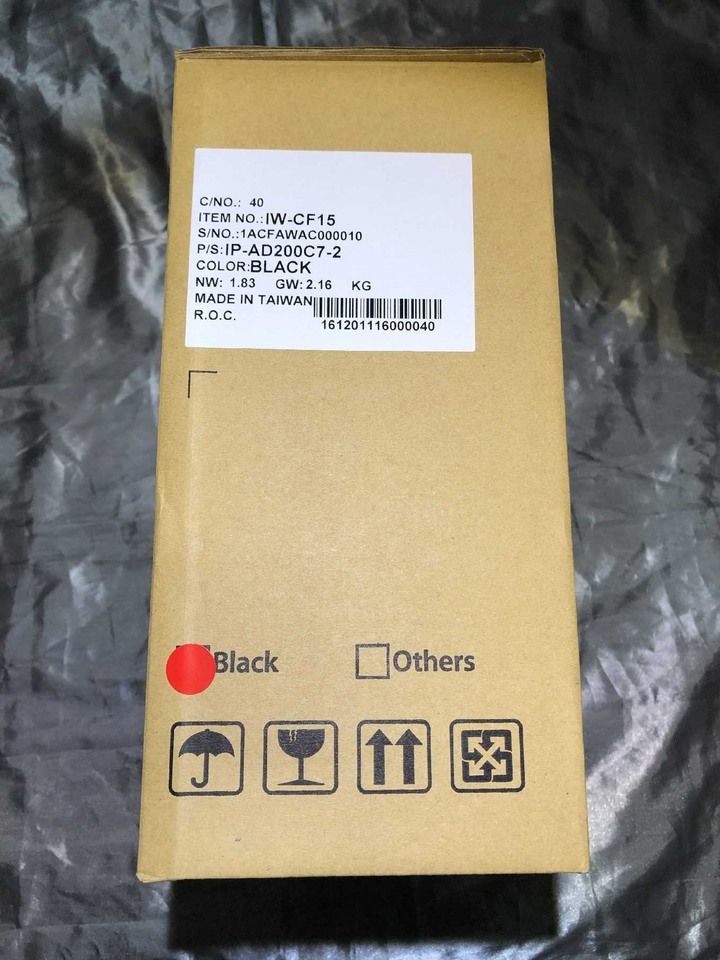 C/NO.: 40
ITEM NO.:IW-CF15
S/NO.:1ACFAWAC000010
P/S:IP-AD200C7-2
COLOR:BLACK
NW: 1.83 GW:2.16 KG
MADE IN TAIWAN
R.O.C.
161201116000040
Black
Others